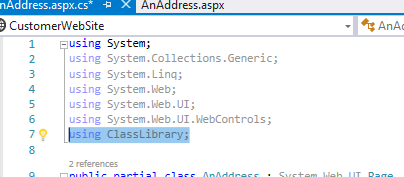 nAddress.aspx.cs* AnAddress.aspx
CustomerWebSite AnAd
1 using System;
2 using System.Collections.Generic;
3 using System.Linq;
4 using System.Web;
5 using System.Web.UI;
6 using System.Web.UI.WebControls;
7 using ClassLibrary;
8
2 references
9 public partial class AnAddress : System.Web.UI.Page